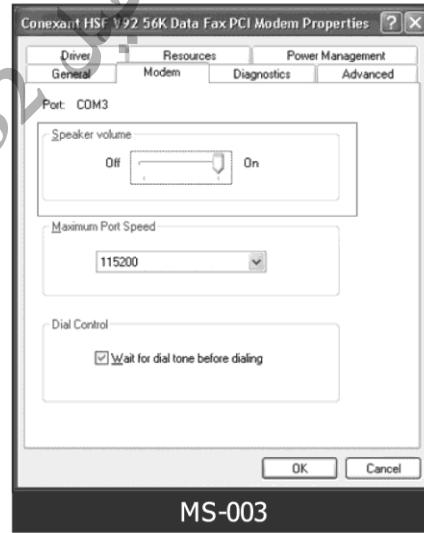 Conexant HSF V92 56K Data Fax PCI Modem Properties
Driver Resources Power Management
General Modem Diagnostics Advanced
Port: COM3
Speaker volume
Off On
Maximum Port Speed
115200
Dial Control
Wait for dial tone before dialing
OK Cancel
MS-003